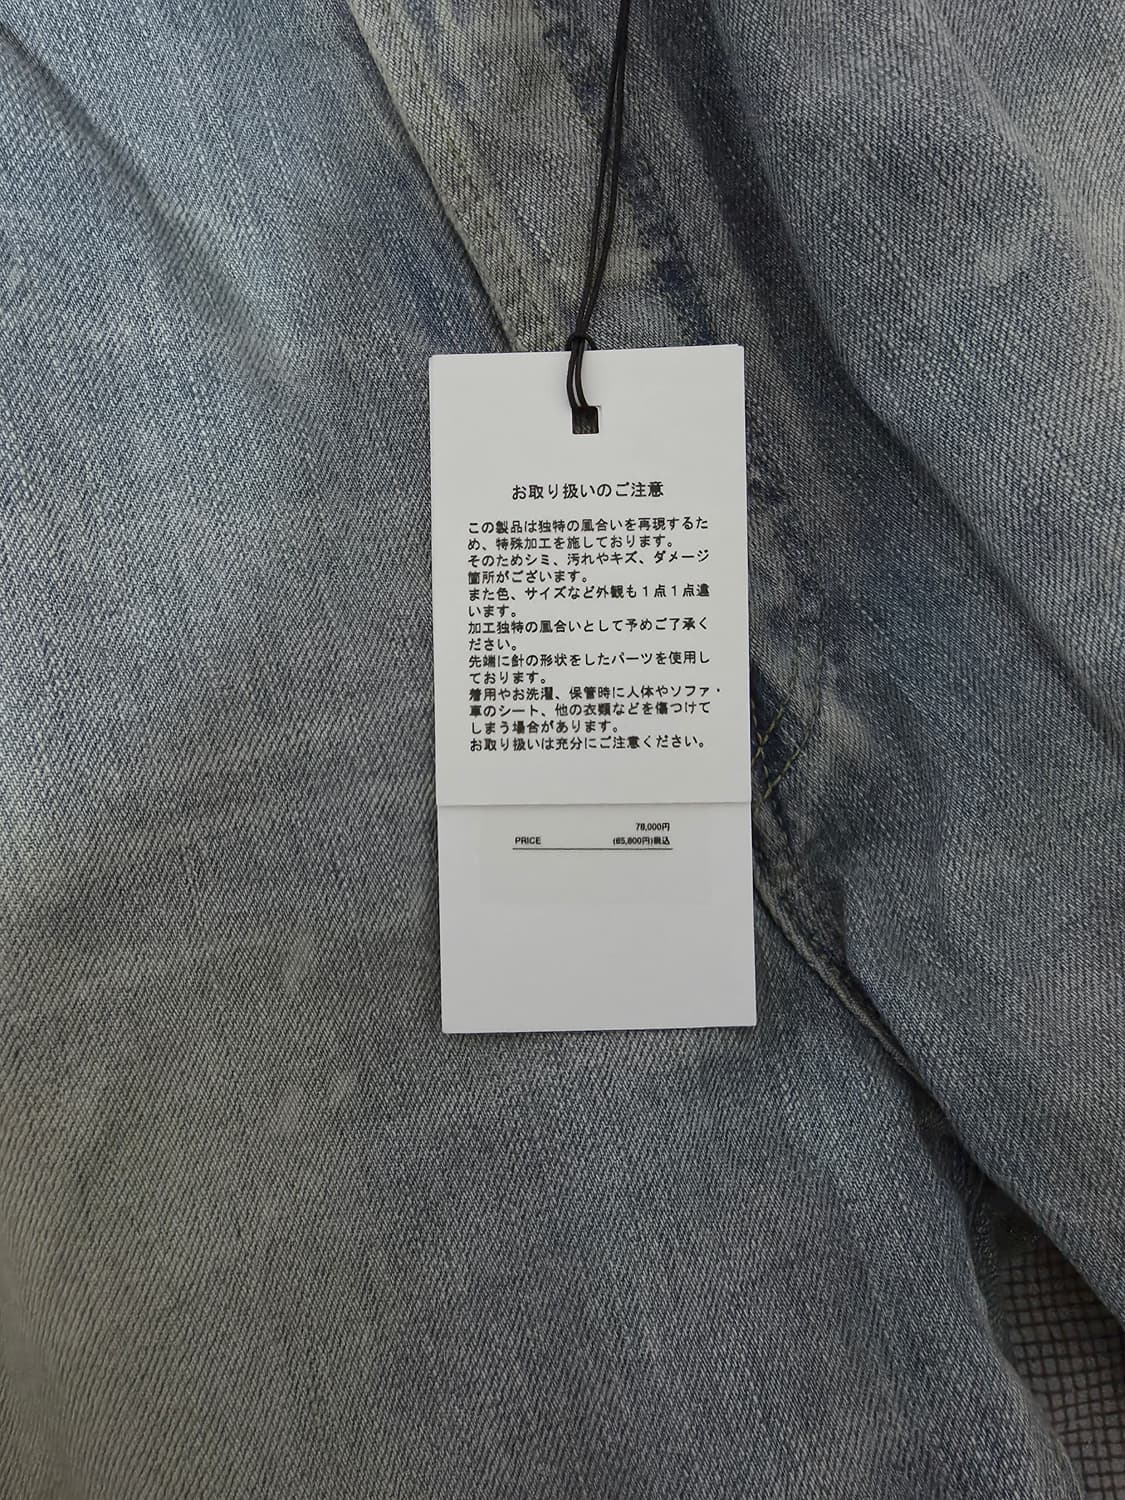 お取り扱いのご注意
この製品は独特の風合いを再現するた
め、特殊加工を施しております。
そのためシミ、汚れやキズ、ダメージ
箇所がございます。
また色、サイズなど外観も１点１点違
います。
加工独特の風合いとして予めご了承く
ださい。
先端に針の形状をしたパーツを使用し
ております。
着用やお洗濯、保管時に人体やソファ・
車のシート、他の衣類などを傷つけて
しまう場合があります。
お取り扱いは充分にご注意ください。
78,000円
PRICE (85,800円)税込